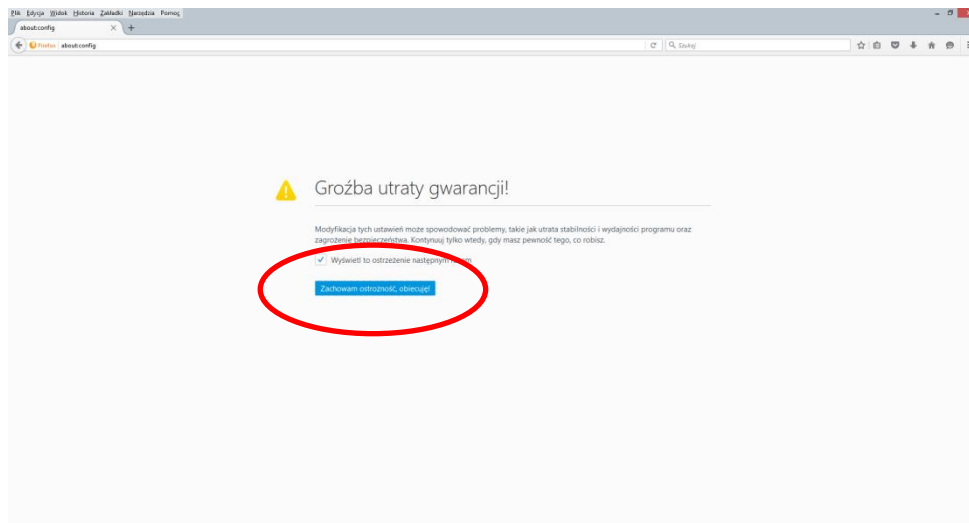 Plik Edycja Widok Historia Zakładki Narzędzia Pomoc
about:config
Firefox about:config Szukaj
Groźba utraty gwarancji!
Modyfikacja tych ustawień może spowodować problemy, takie jak utrata stabilności i wydajności programu oraz
zagrożenie bezpieczeństwa. Kontynuuj tylko wtedy, gdy masz pewność tego, co robisz.
Wyświetl to ostrzeżenie następnym razem
Zachowam ostrożność, obiecuję!